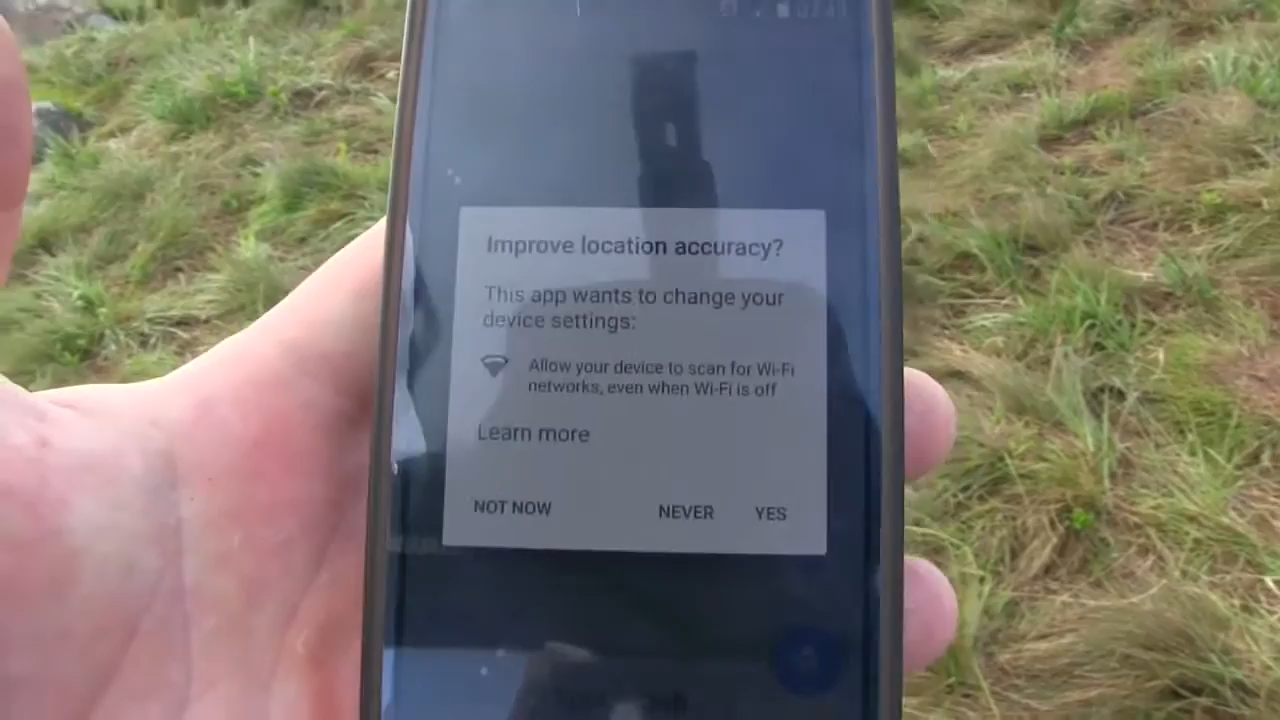 Improve location accuracy?
This app wants to change your
device settings:
Allow your device to scan for Wi-Fi
networks, even when Wi-Fi is off
Learn more
NOT NOW NEVER YES